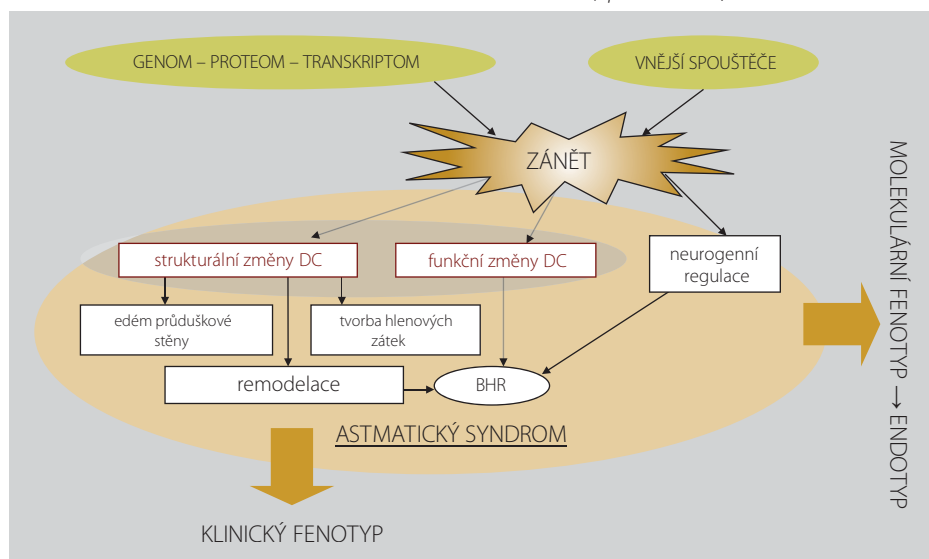 GENOM – PROTEOM – TRANSKRIPTOM
VNĚJŠÍ SPOUŠTĚČE
ZÁNĚT
strukturální změny DC
funkční změny DC
neurogenní
regulace
edém průduškové
stěny
tvorba hlenových
zátek
remodelace
BHR
ASTMATICKÝ SYNDROM
KLINICKÝ FENOTYP
MOLEKULÁRNÍ FENOTYP → ENDOTYP